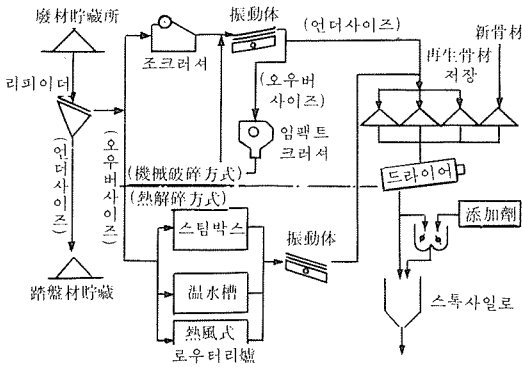 廢材貯藏所
振動体
(언더사이즈)
新骨材
리피이더
조크러셔
再生骨材
저장
(오우버
사이즈)
임팩트
크러셔
(언더사이즈)
(오우버사이즈)
(機械破碎方式)
(熱解碎方式)
드라이어
스팀박스
振動体
添加劑
温水槽
踏盤材貯藏
熱風式
로우터리爐
스톡사일로